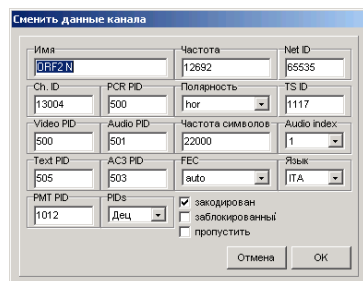 Сменить данные канала
Имя Частота Net ID
ORF2 N 12692 65535
Ch. ID PCR PID Полярность TS ID
13004 500 hor 1117
Video PID Audio PID Частота символов Audio index
500 501 22000 1
Text PID AC3 PID FEC Язык
505 503 auto ITA
PMT PID PIDs закодирован
1012 Дец заблокированный
пропустить
Отмена OK